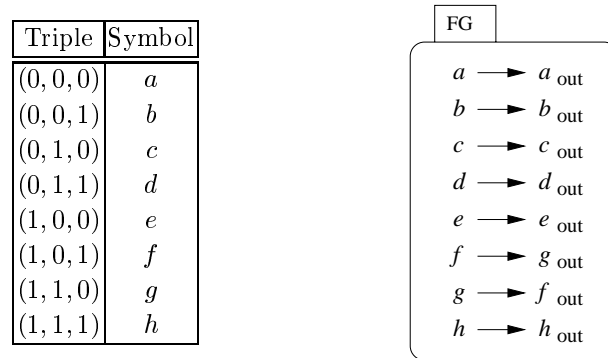 Triple Symbol
(0, 0, 0) a
(0, 0, 1) b
(0, 1, 0) c
(0, 1, 1) d
(1, 0, 0) e
(1, 0, 1) f
(1, 1, 0) g
(1, 1, 1) h
FG
a → a out
b → b out
c → c out
d → d out
e → e out
f → g out
g → f out
h → h out